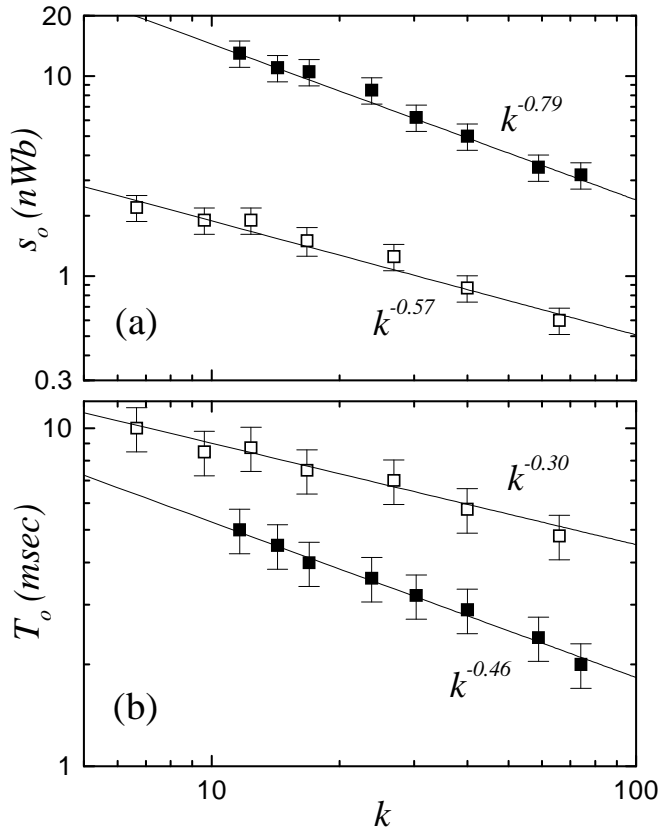 20
10
1
0.3
s_o (nWb)
k^-0.79
k^-0.57
(a)
10
1
T_o (msec)
k^-0.30
k^-0.46
(b)
10
100
k